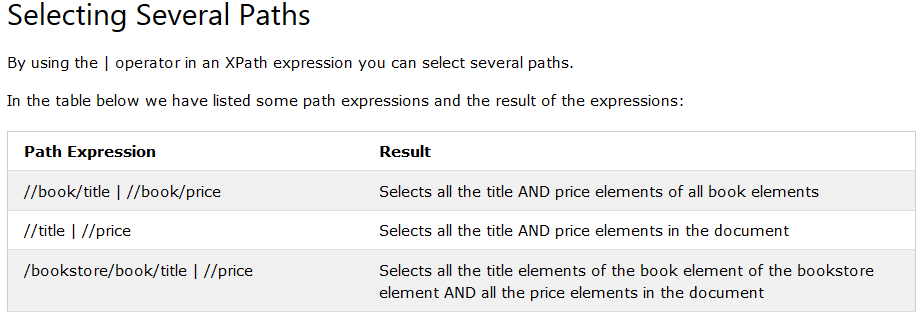 Selecting Several Paths
By using the | operator in an XPath expression you can select several paths.
In the table below we have listed some path expressions and the result of the expressions:
Path Expression Result
//book/title | //book/price Selects all the title AND price elements of all book elements
//title | //price Selects all the title AND price elements in the document
/bookstore/book/title | //price Selects all the title elements of the book element of the bookstore
element AND all the price elements in the document